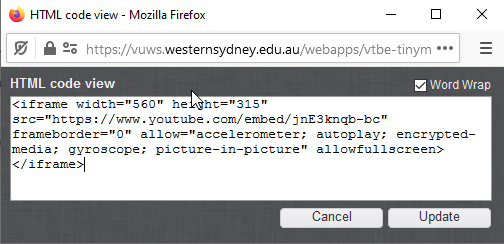 HTML code view - Mozilla Firefox
https://vuws.westernsydney.edu.au/webapps/vtbe-tinym
HTML code view
Word Wrap
<iframe width="560" height="315"
src="https://www.youtube.com/embed/jnE3knqb-bc"
frameborder="0" allow="accelerometer; autoplay; encrypted-
media; gyroscope; picture-in-picture" allowfullscreen>
</iframe>
Cancel
Update